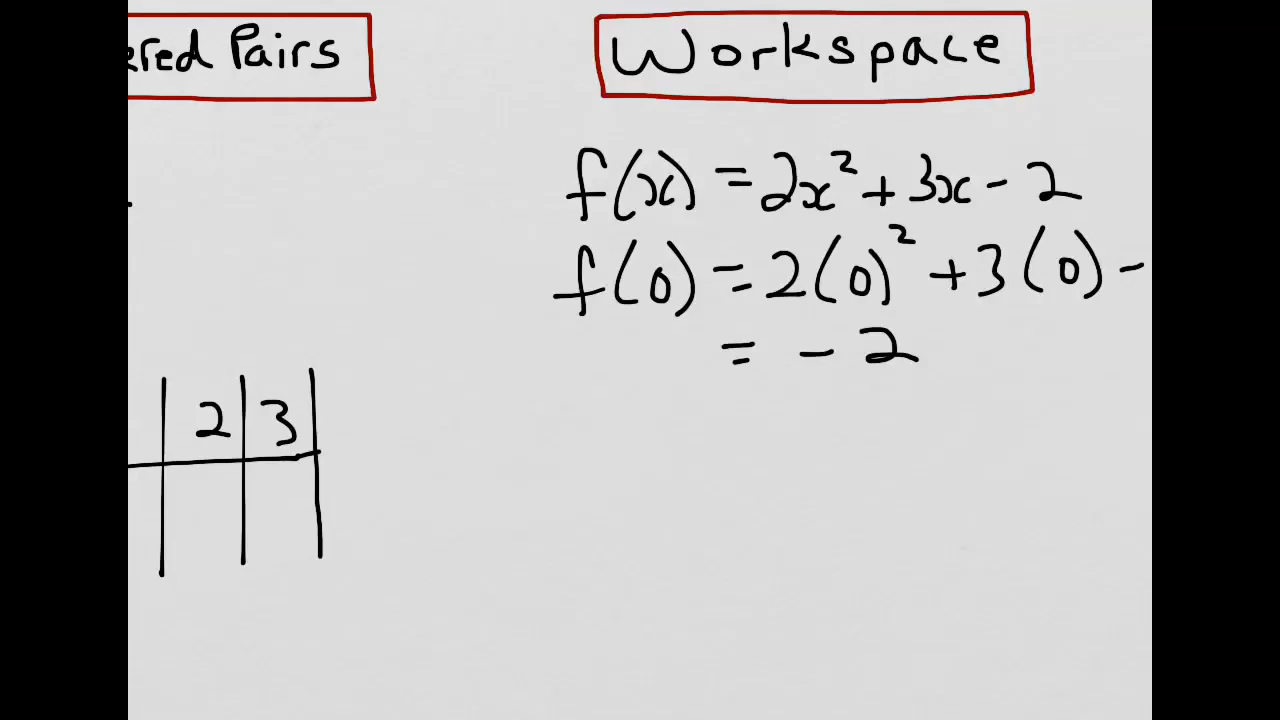 ered Pairs
Workspace
f(x) = 2x² + 3x - 2
f(0) = 2(0)² + 3(0) -
= - 2
2 3